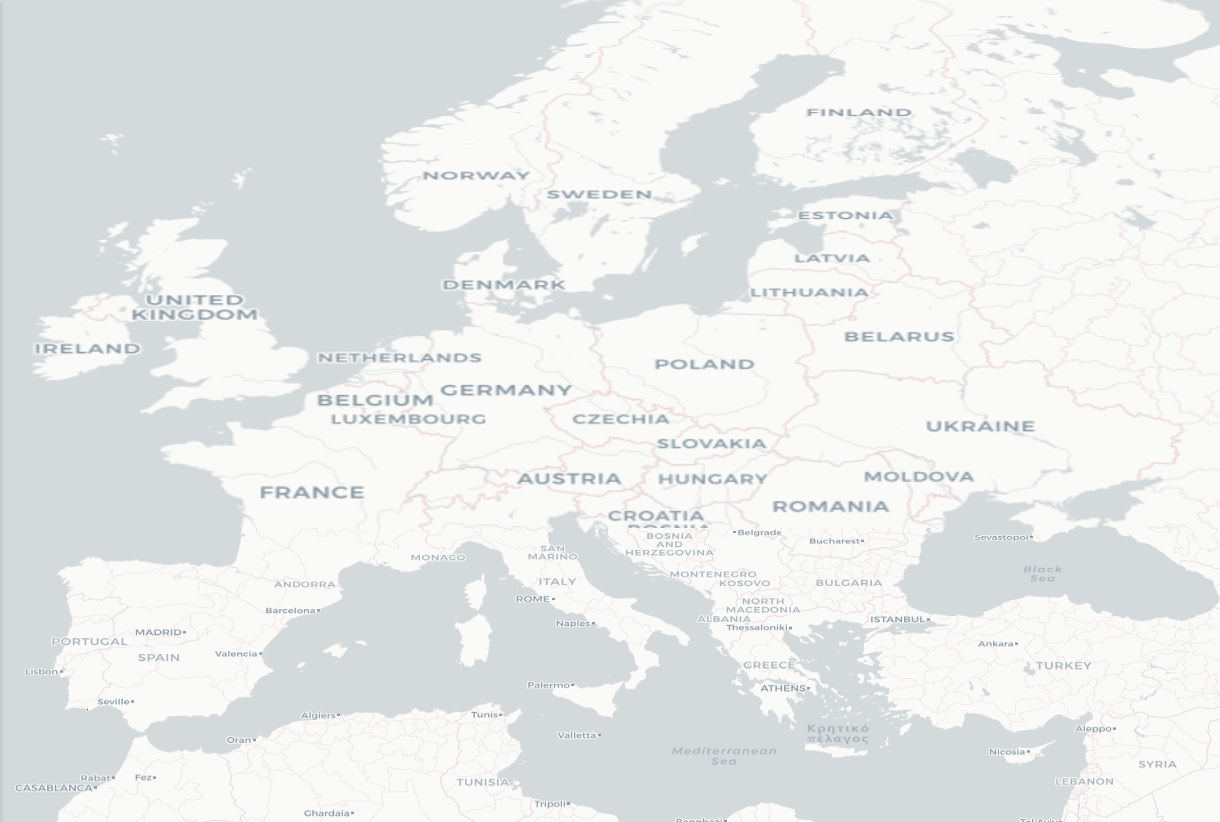 FINLAND
NORWAY
SWEDEN
ESTONIA
LATVIA
DENMARK
LITHUANIA
UNITED
KINGDOM
BELARUS
IRELAND
NETHERLANDS
POLAND
GERMANY
BELGIUM
LUXEMBOURG
CZECHIA
UKRAINE
SLOVAKIA
AUSTRIA
HUNGARY
MOLDOVA
FRANCE
ROMANIA
CROATIA
BOSNIA
Belgrade
BOSNIA
AND
HERZEGOVINA
Bucharest
Sevastopol
MONACO
SAN
MARINO
Black
Sea
MONTENEGRO
KOSOVO
ANDORRA
ITALY
BULGARIA
ROME
NORTH
MACEDONIA
Barcelona
ALBANIA
ISTANBUL
Naples
Thessaloniki
MADRID
PORTUGAL
Ankara
Valencia
SPAIN
GREECE
TURKEY
Lisbon
Palermo
ATHENS
Seville
Algiers
Tunis
Κρητικό
πέλαγος
Aleppo
Valletta
Oran
Mediterranean
Sea
Nicosia
SYRIA
Rabat
Fez
TUNISIA
LEBANON
CASABLANCA
Tripoli
Ghardaia